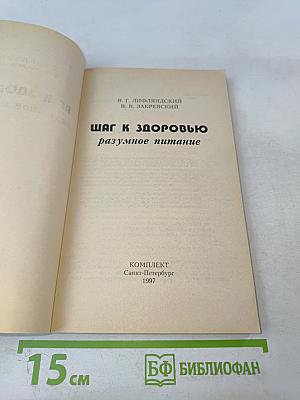 В. Г. ЛИФЛЯНДСКИЙ
В. В. ЗАКРЕВСКИЙ
ШАГ К ЗДОРОВЬЮ
разумное питание
КОМПЛЕКТ
Санкт-Петербург
1997
15 см
БФ БИБЛИОФАН